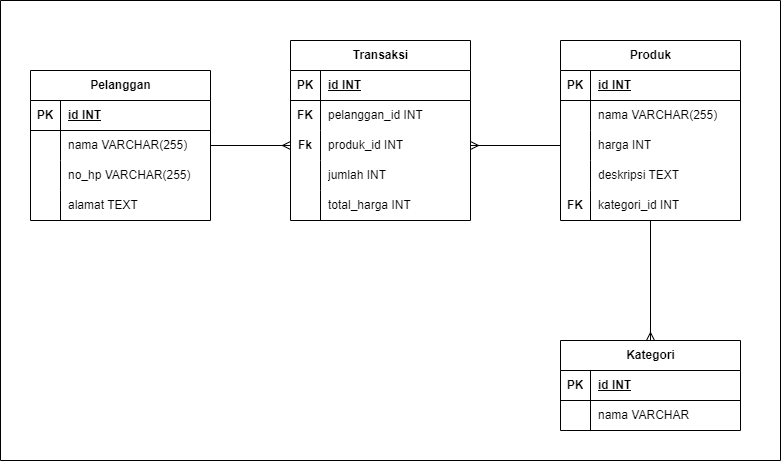 Pelanggan
PK id INT
nama VARCHAR(255)
no_hp VARCHAR(255)
alamat TEXT
Transaksi
PK id INT
FK pelanggan_id INT
Fk produk_id INT
jumlah INT
total_harga INT
Produk
PK id INT
nama VARCHAR(255)
harga INT
deskripsi TEXT
FK kategori_id INT
Kategori
PK id INT
nama VARCHAR